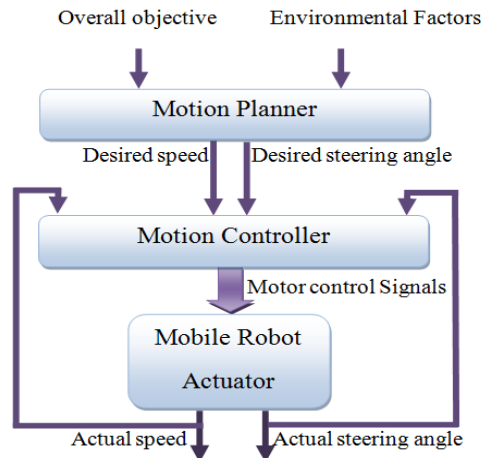 Overall objective
Environmental Factors
Motion Planner
Desired speed
Desired steering angle
Motion Controller
Motor control Signals
Mobile Robot
Actuator
Actual speed
Actual steering angle